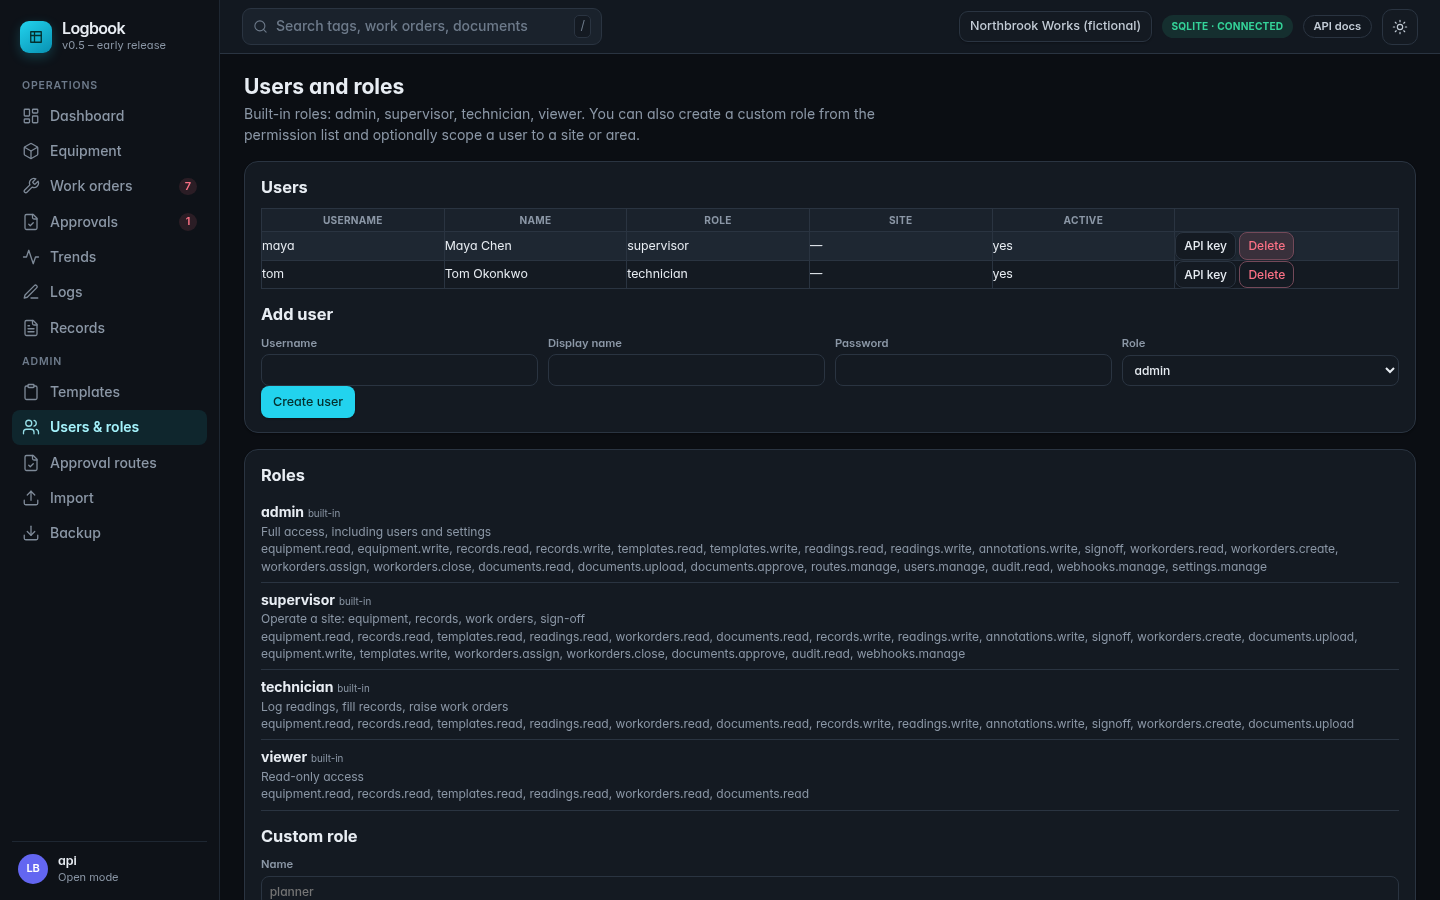 Logbook
v0.5 – early release
Search tags, work orders, documents
/
Northbrook Works (fictional)
SQLITE · CONNECTED
API docs
OPERATIONS
Dashboard
Equipment
Work orders
7
Approvals
1
Trends
Logs
Records
ADMIN
Templates
Users & roles
Approval routes
Import
Backup
LB
api
Open mode
Users and roles
Built-in roles: admin, supervisor, technician, viewer. You can also create a custom role from the
permission list and optionally scope a user to a site or area.
Users
USERNAME NAME ROLE SITE ACTIVE
maya Maya Chen supervisor — yes API key Delete
tom Tom Okonkwo technician — yes API key Delete
Add user
Username Display name Password Role
admin
Create user
Roles
admin built-in
Full access, including users and settings
equipment.read, equipment.write, records.read, records.write, templates.read, templates.write, readings.read, readings.write, annotations.write, signoff, workorders.read, workorders.create,
workorders.assign, workorders.close, documents.read, documents.upload, documents.approve, routes.manage, users.manage, audit.read, webhooks.manage, settings.manage
supervisor built-in
Operate a site: equipment, records, work orders, sign-off
equipment.read, records.read, templates.read, readings.read, workorders.read, documents.read, records.write, readings.write, annotations.write, signoff, workorders.create, documents.upload,
equipment.write, templates.write, workorders.assign, workorders.close, documents.approve, audit.read, webhooks.manage
technician built-in
Log readings, fill records, raise work orders
equipment.read, records.read, templates.read, readings.read, workorders.read, documents.read, records.write, readings.write, annotations.write, signoff, workorders.create, documents.upload
viewer built-in
Read-only access
equipment.read, records.read, templates.read, readings.read, workorders.read, documents.read
Custom role
Name
planner